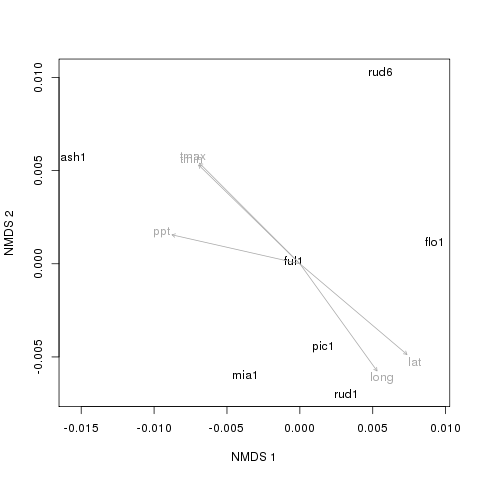 rud6
0.010
tmax
tmin
ash1
0.005
ppt
flo1
NMDS 2
0.000
ful1
pic1
-0.005
lat
mia1
long
rud1
-0.015 -0.010 -0.005 0.000 0.005 0.010
NMDS 1